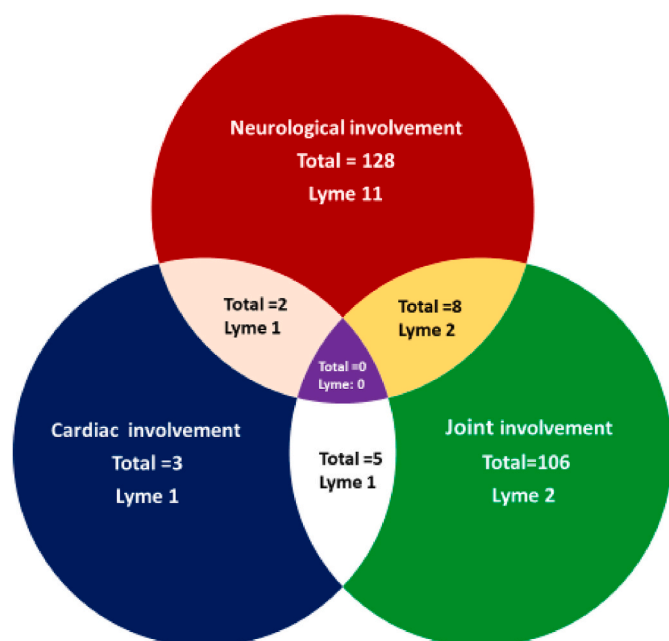 Neurological involvement
Total = 128
Lyme 11
Total =2
Lyme 1
Total =8
Lyme 2
Total =0
Lyme: 0
Cardiac involvement
Total =3
Lyme 1
Total =5
Lyme 1
Joint involvement
Total=106
Lyme 2